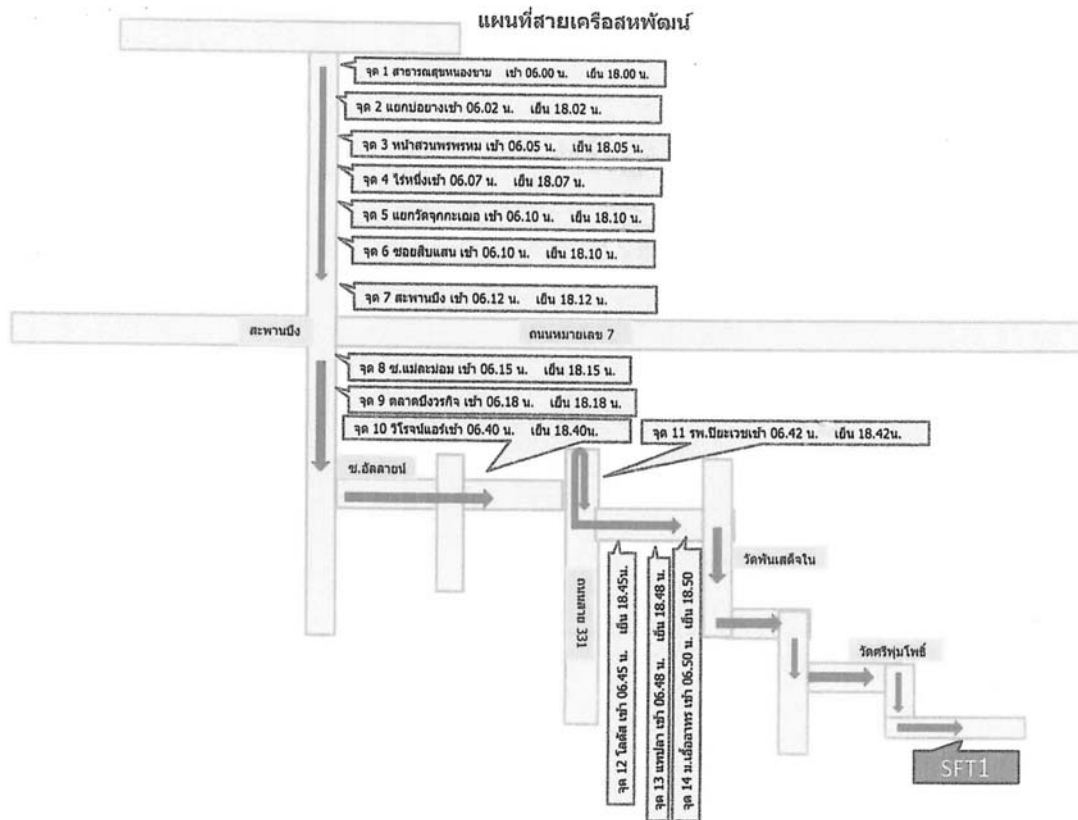 แผนที่สายเครือสหพัฒน์
จุด 1 สาธารณสุขหนองขาม เช้า 06.00 น. เย็น 18.00 น.
จุด 2 แยกบ่อยางเช้า 06.02 น. เย็น 18.02 น.
จุด 3 หน้าสวนพรพรหม เช้า 06.05 น. เย็น 18.05 น.
จุด 4 ไร่หนึ่งเช้า 06.07 น. เย็น 18.07 น.
จุด 5 แยกวัดจุกกะเฌอ เช้า 06.10 น. เย็น 18.10 น.
จุด 6 ซอยสิบแสน เช้า 06.10 น. เย็น 18.10 น.
จุด 7 สะพานบึง เช้า 06.12 น. เย็น 18.12 น.
สะพานบึง
ถนนหมายเลข 7
จุด 8 ซ.แม่ละม่อม เช้า 06.15 น. เย็น 18.15 น.
จุด 9 ตลาดบึงวรกิจ เช้า 06.18 น. เย็น 18.18 น.
จุด 10 วิโรจน์แอร์เช้า 06.40 น. เย็น 18.40น.
จุด 11 รพ.ปิยะเวชเช้า 06.42 น. เย็น 18.42น.
ซ.อัลลายน์
ถนนสาย 331
จุด 12 โลตัส เช้า 06.45 น. เย็น 18.45น.
จุด 13 แทปลา เช้า 06.48 น. เย็น 18.48 น.
จุด 14 ม.เอื้ออาทร เช้า 06.50 น. เย็น 18.50
วัดพันเสด็จใน
วัดศรีพุ่มโพธิ์
SFT1